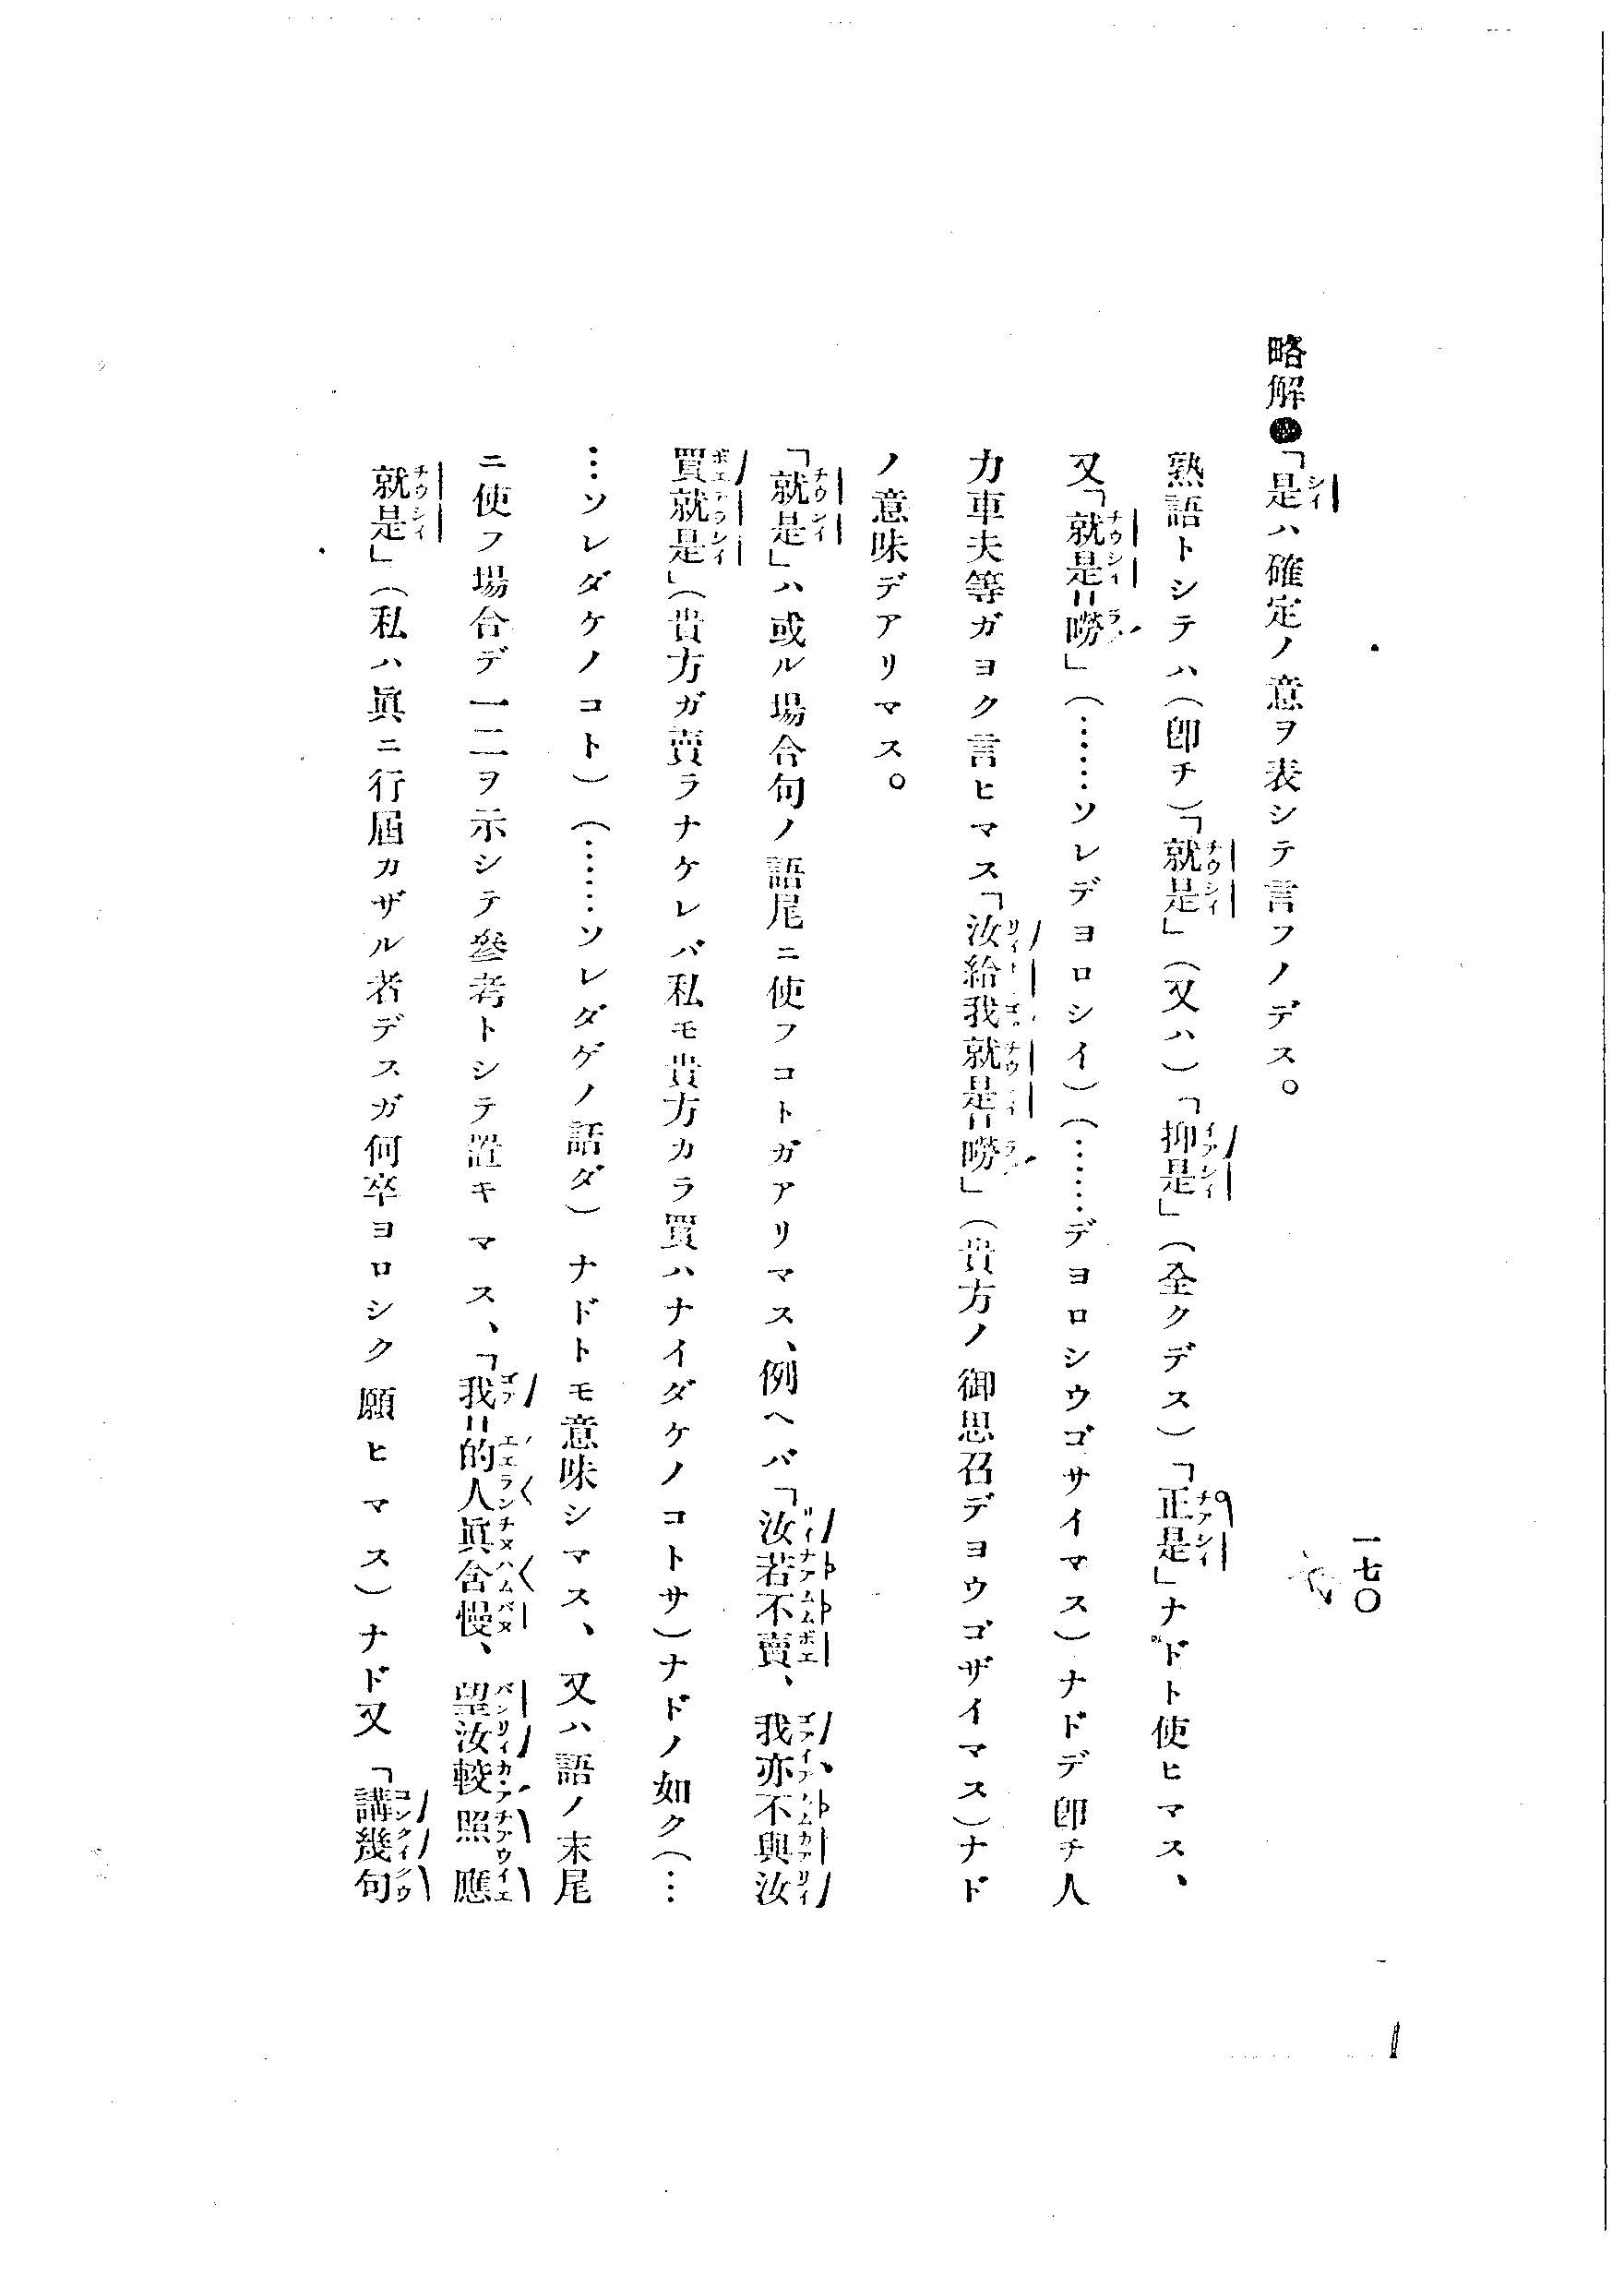 一七〇
略解●「是ハ確定ノ意ヲ表シテ言フノデス。
熟語トシテハ（卽チ）「就是」（又ハ）「抑是」（全クデス）「正是」ナドト使ヒマス、
又「就是＝嘮」（……ソレデヨロシイ）（……デヨロシウゴサイマス）ナドデ卽チ人
力車夫等ガヨク言ヒマス「汝給我就是＝嘮」（貴方ノ御思召デヨウゴザイマス）ナド
ノ意味デアリマス。
「就是」ハ或ル場合句ノ語尾ニ使フコトガアリマス、例ヘバ「汝若不賣、我亦不與汝
買就是」（貴方ガ賣ラナケレバ私モ貴方カラ買ハナイダケノコトサ）ナドノ如ク（…
…ソレダケノコト）（……ソレダゲノ話ダ）ナドトモ意味シマス、又ハ語ノ末尾
ニ使フ場合デ一二ヲ示シテ參考トシテ置キマス、「我＝的人眞含慢、望汝較照應
就是」（私ハ眞ニ行屆カザル者デスガ何卒ヨロシク願ヒマス）ナド又「講幾句